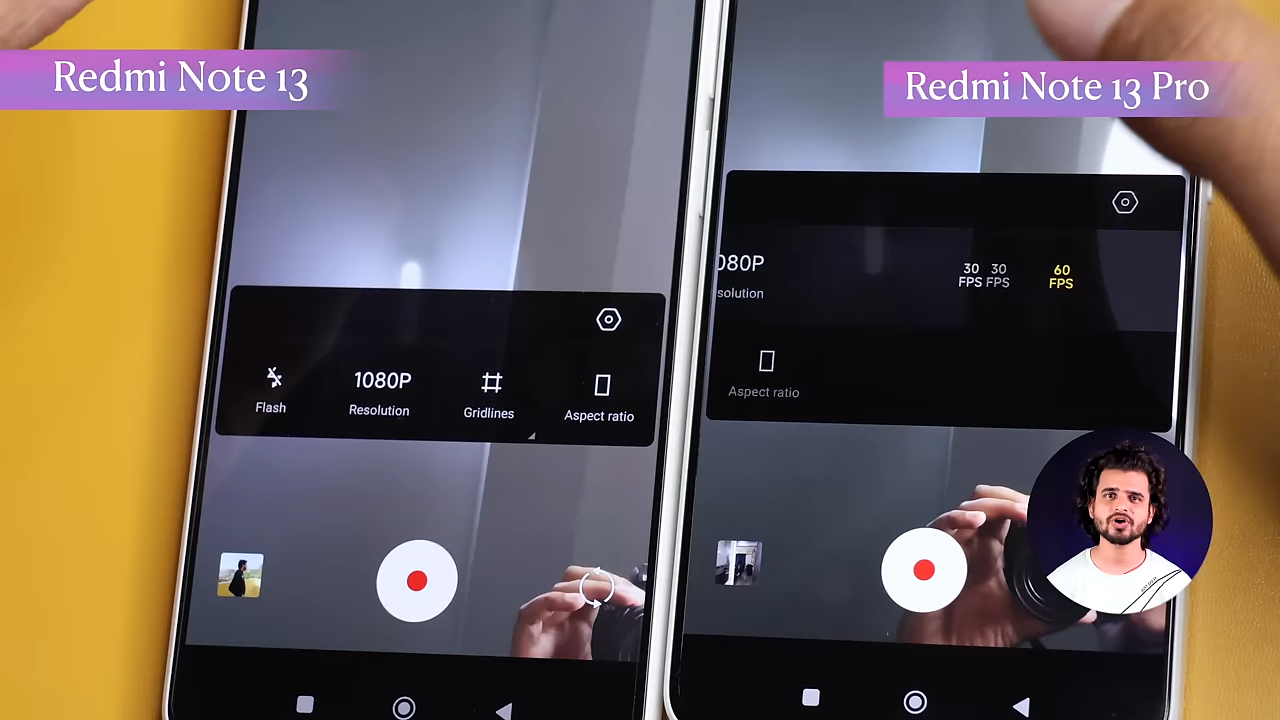 Redmi Note 13
Redmi Note 13 Pro
Flash
1080P
Resolution
Gridlines
Aspect ratio
080P
solution
30 FPS
30 FPS
60 FPS
Aspect ratio